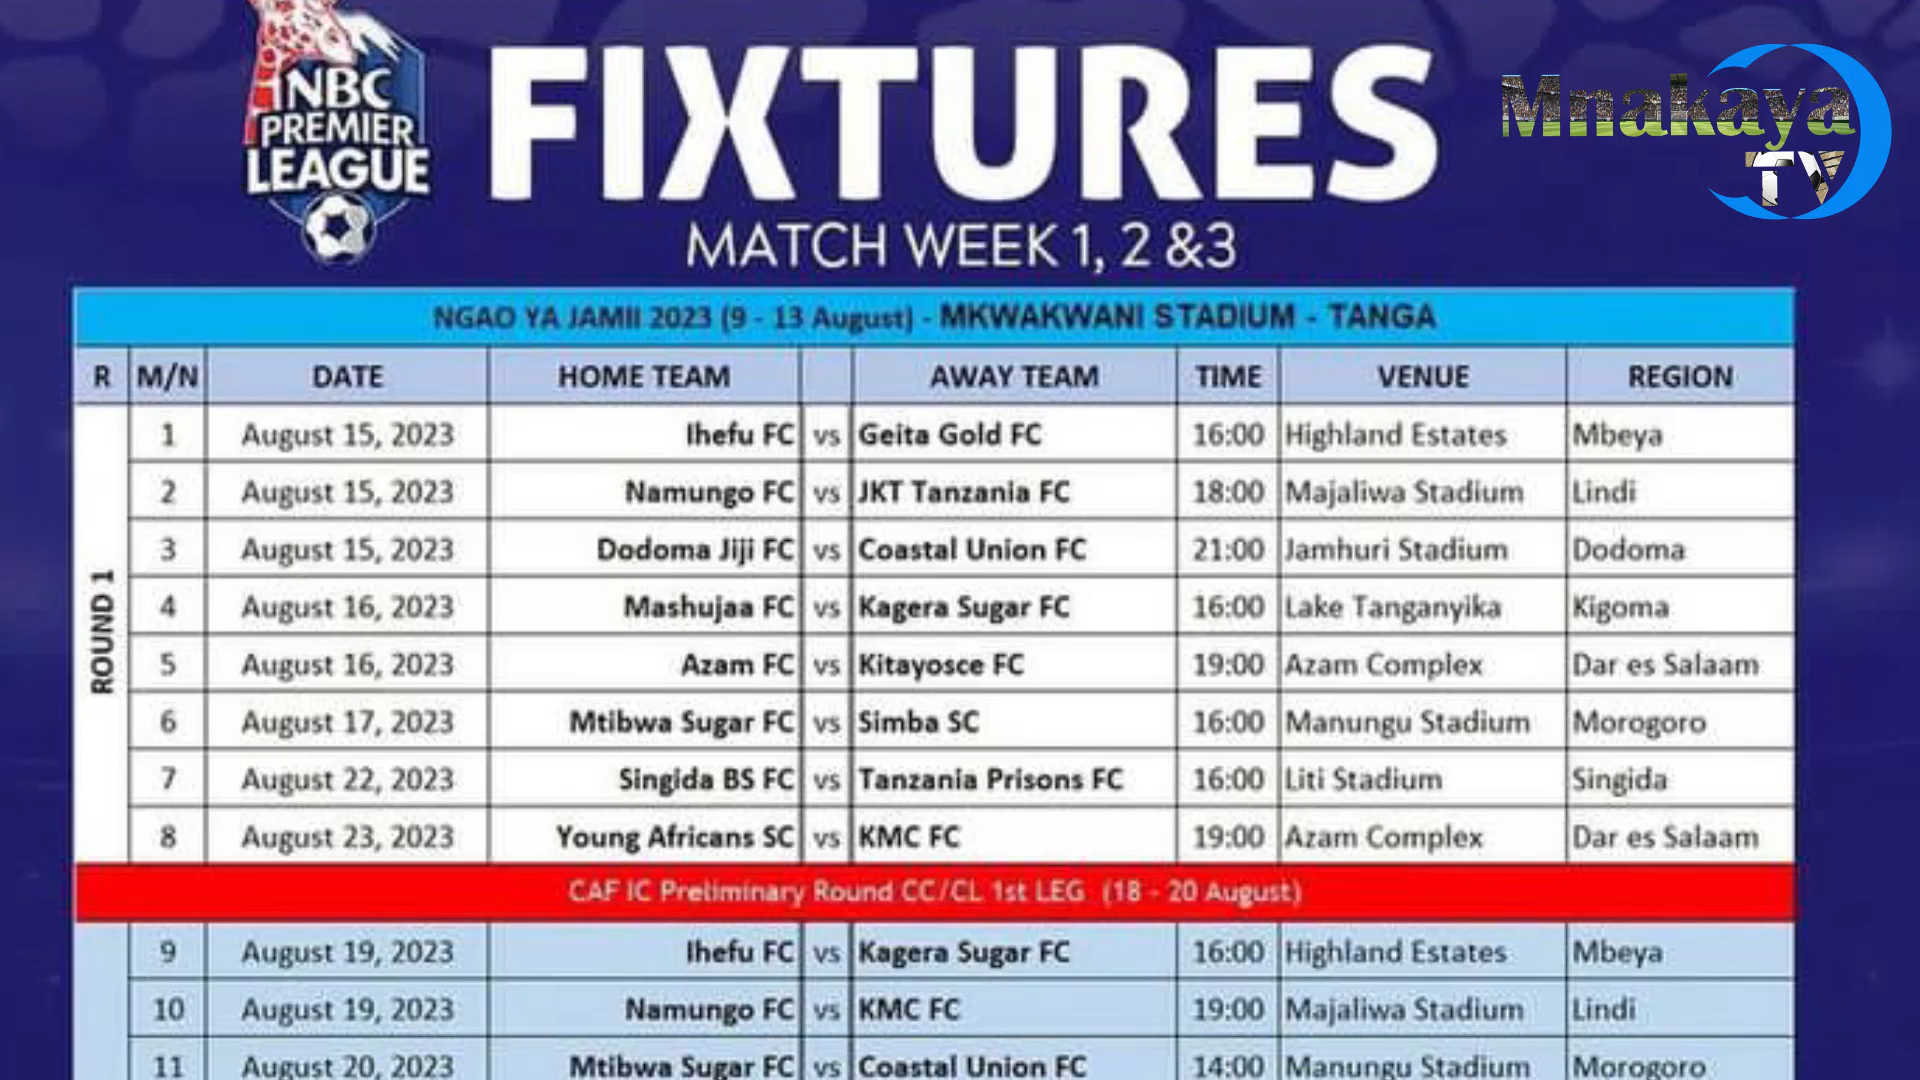 NBC
PREMIER
LEAGUE
FIXTURES
Mnakaya
TV
MATCH WEEK 1, 2 &3
NGAO YA JAMII 2023 (9 - 13 August) - MKWAKWANI STADIUM - TANGA
R M/N DATE HOME TEAM AWAY TEAM TIME VENUE REGION
ROUND 1
1 August 15, 2023 Ihefu FC vs Geita Gold FC 16:00 Highland Estates Mbeya
2 August 15, 2023 Namungo FC vs JKT Tanzania FC 18:00 Majaliwa Stadium Lindi
3 August 15, 2023 Dodoma Jiji FC vs Coastal Union FC 21:00 Jamhuri Stadium Dodoma
4 August 16, 2023 Mashujaa FC vs Kagera Sugar FC 16:00 Lake Tanganyika Kigoma
5 August 16, 2023 Azam FC vs Kitayosce FC 19:00 Azam Complex Dar es Salaam
6 August 17, 2023 Mtibwa Sugar FC vs Simba SC 16:00 Manungu Stadium Morogoro
7 August 22, 2023 Singida BS FC vs Tanzania Prisons FC 16:00 Liti Stadium Singida
8 August 23, 2023 Young Africans SC vs KMC FC 19:00 Azam Complex Dar es Salaam
CAF IC Preliminary Round CC/CL 1st LEG (18 - 20 August)
9 August 19, 2023 Ihefu FC vs Kagera Sugar FC 16:00 Highland Estates Mbeya
10 August 19, 2023 Namungo FC vs KMC FC 19:00 Majaliwa Stadium Lindi
11 August 20, 2023 Mtibwa Sugar FC vs Coastal Union FC 14:00 Manungu Stadium Morogoro